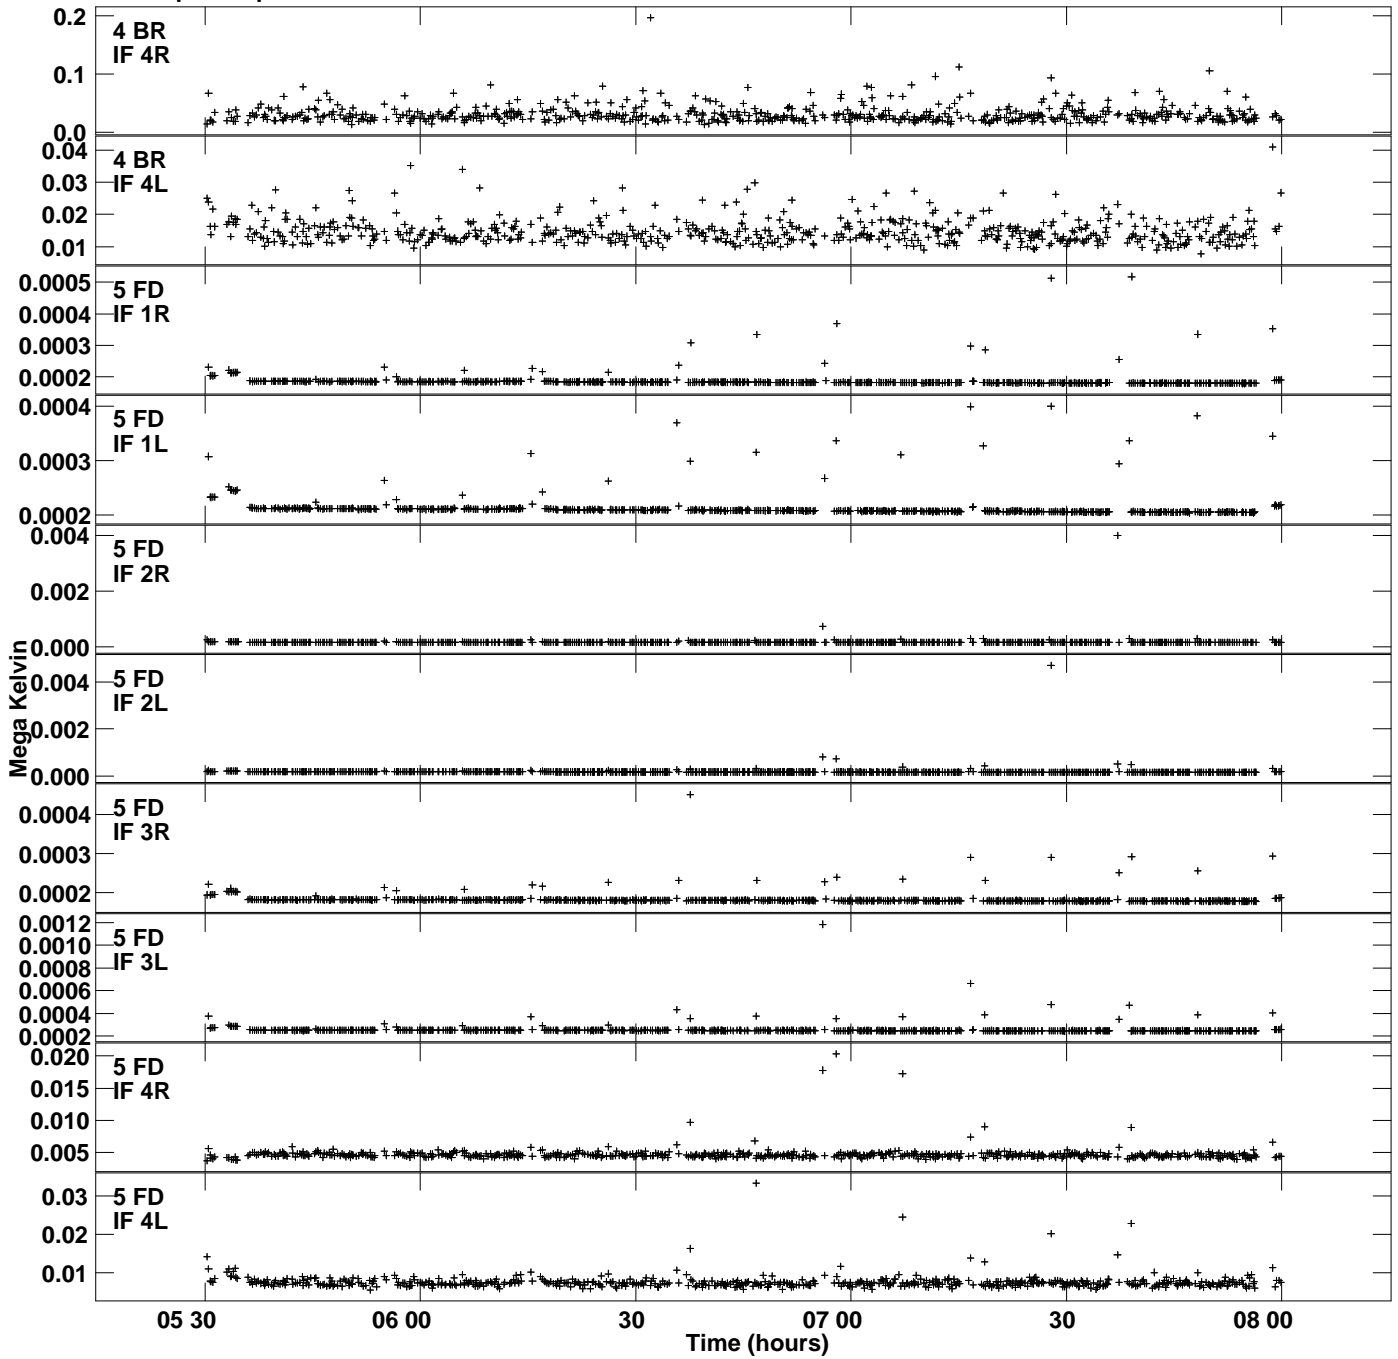 0.2
0.1
0.0
4 BR
IF 4R
0.04
0.03
0.02
0.01
4 BR
IF 4L
0.0005
0.0004
0.0003
0.0002
5 FD
IF 1R
0.0004
0.0003
0.0002
5 FD
IF 1L
0.004
0.002
0.000
5 FD
IF 2R
0.004
0.002
0.000
5 FD
IF 2L
Mega Kelvin
0.0004
0.0003
0.0002
5 FD
IF 3R
0.0012
0.0010
0.0008
0.0006
0.0004
0.0002
5 FD
IF 3L
0.020
0.015
0.010
0.005
5 FD
IF 4R
0.03
0.02
0.01
5 FD
IF 4L
05 30 06 00 30 07 00 30 08 00
Time (hours)